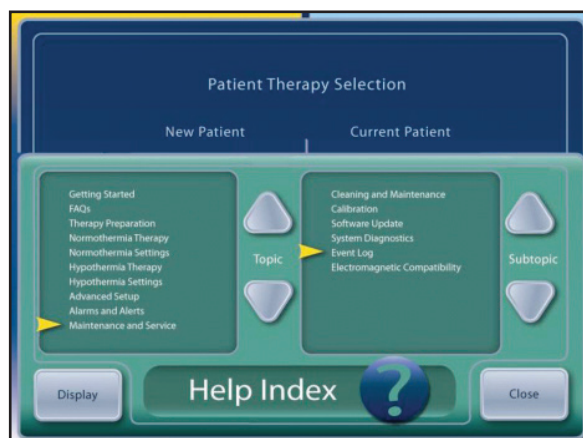 Patient Therapy Selection
New Patient
Current Patient
Getting Started
FAQs
Therapy Preparation
Normothermia Therapy
Normothermia Settings
Hypothermia Therapy
Hypothermia Settings
Advanced Setup
Alarms and Alerts
Maintenance and Service
Topic
Cleaning and Maintenance
Calibration
Software Update
System Diagnostics
Event Log
Electromagnetic Compatibility
Subtopic
Display
Help Index
?
Close